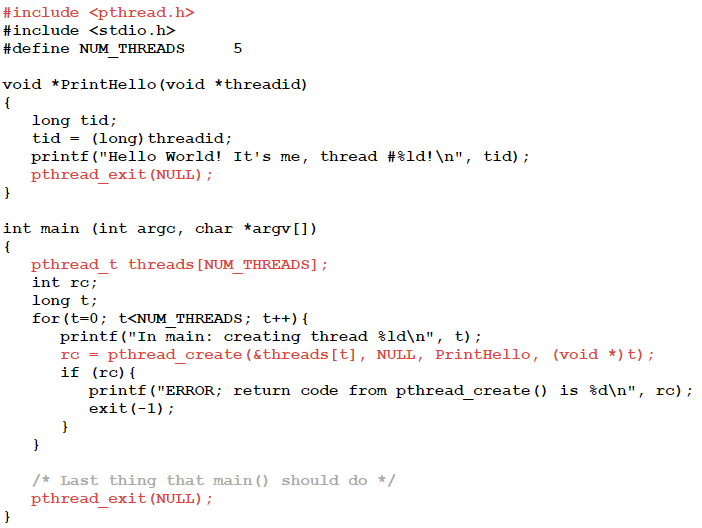 #include <pthread.h>
#include <stdio.h>
#define NUM_THREADS     5

void *PrintHello(void *threadid)
{
   long tid;
   tid = (long)threadid;
   printf("Hello World! It's me, thread #%ld!\n", tid);
   pthread_exit(NULL);
}

int main (int argc, char *argv[])
{
   pthread_t threads[NUM_THREADS];
   int rc;
   long t;
   for(t=0; t<NUM_THREADS; t++){
      printf("In main: creating thread %ld\n", t);
      rc = pthread_create(&threads[t], NULL, PrintHello, (void *)t);
      if (rc){
         printf("ERROR; return code from pthread_create() is %d\n", rc);
         exit(-1);
      }
   }

   /* Last thing that main() should do */
   pthread_exit(NULL);
}